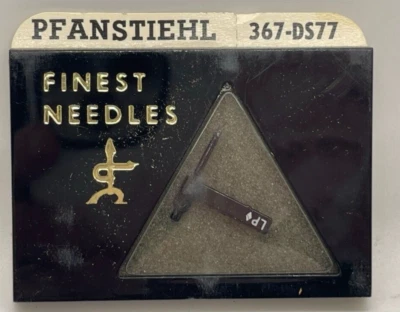 PFANSTIEHL 367-DS77
FINEST
NEEDLES
LP♦